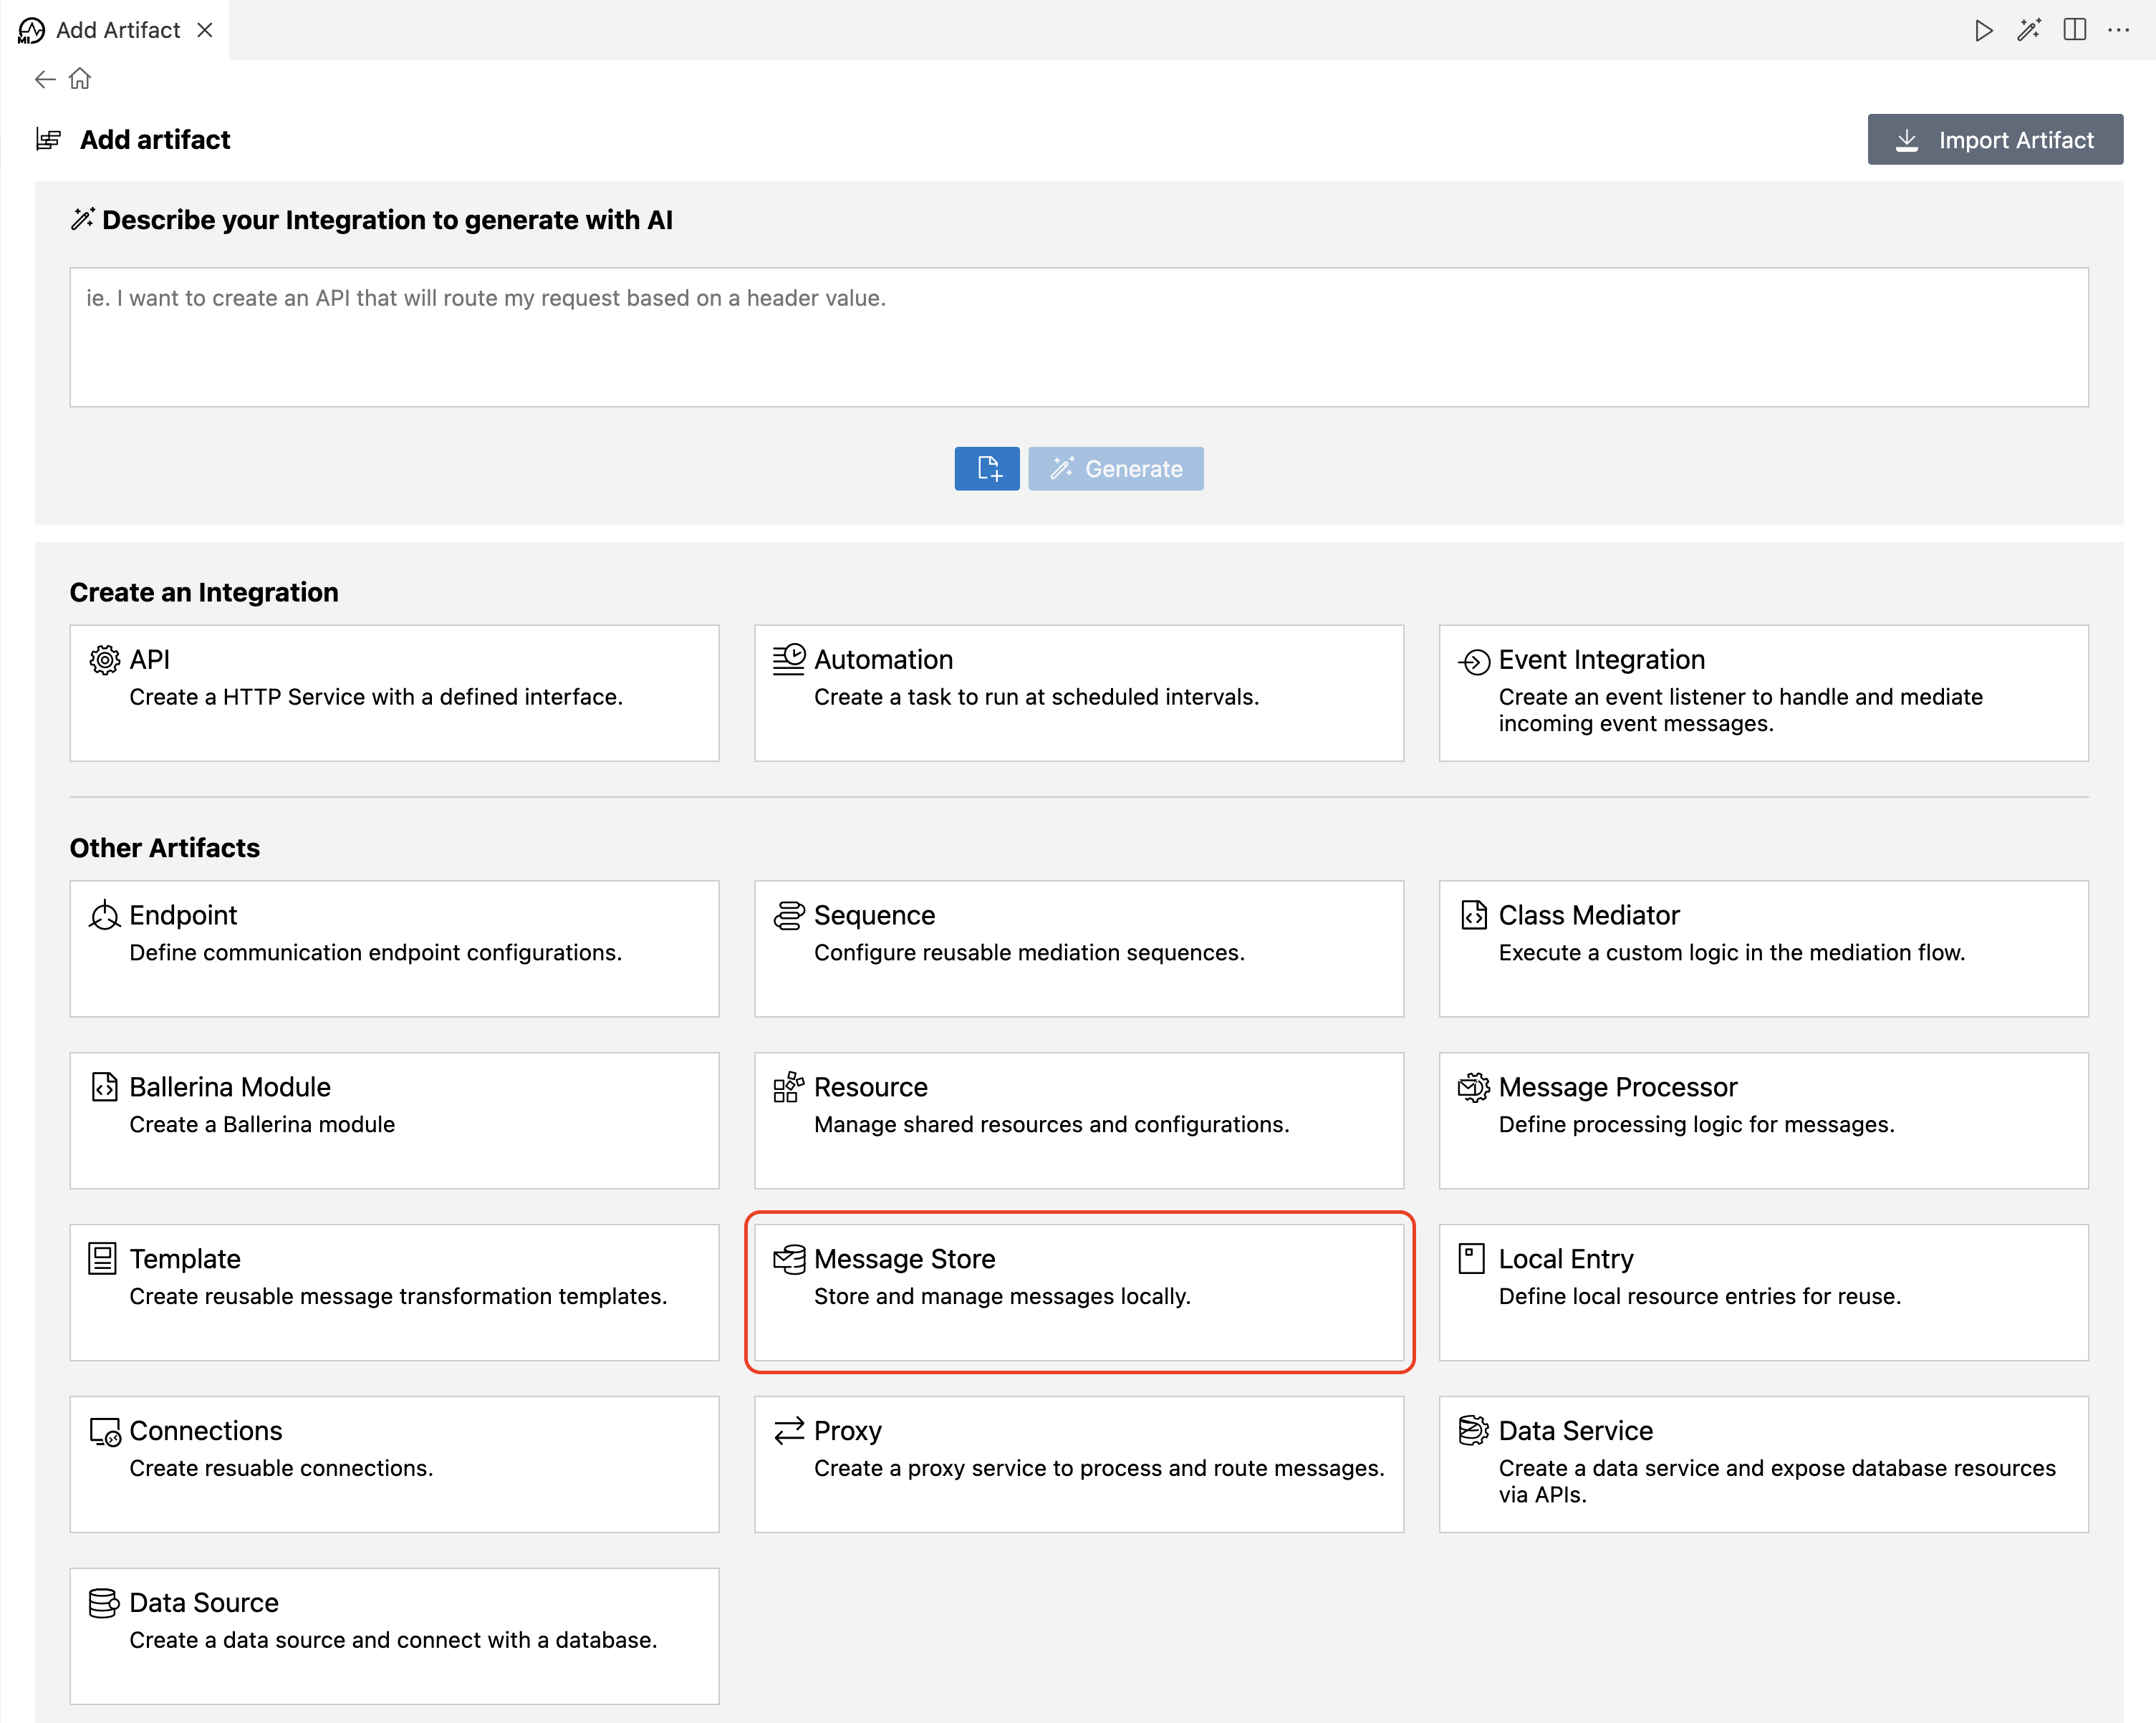 Add Artifact
Add artifact
Import Artifact
Describe your Integration to generate with AI
ie. I want to create an API that will route my request based on a header value.
Generate
Create an Integration
API
Create a HTTP Service with a defined interface.
Automation
Create a task to run at scheduled intervals.
Event Integration
Create an event listener to handle and mediate
incoming event messages.
Other Artifacts
Endpoint
Define communication endpoint configurations.
Sequence
Configure reusable mediation sequences.
Class Mediator
Execute a custom logic in the mediation flow.
Ballerina Module
Create a Ballerina module
Resource
Manage shared resources and configurations.
Message Processor
Define processing logic for messages.
Template
Create reusable message transformation templates.
Message Store
Store and manage messages locally.
Local Entry
Define local resource entries for reuse.
Connections
Create resuable connections.
Proxy
Create a proxy service to process and route messages.
Data Service
Create a data service and expose database resources
via APIs.
Data Source
Create a data source and connect with a database.